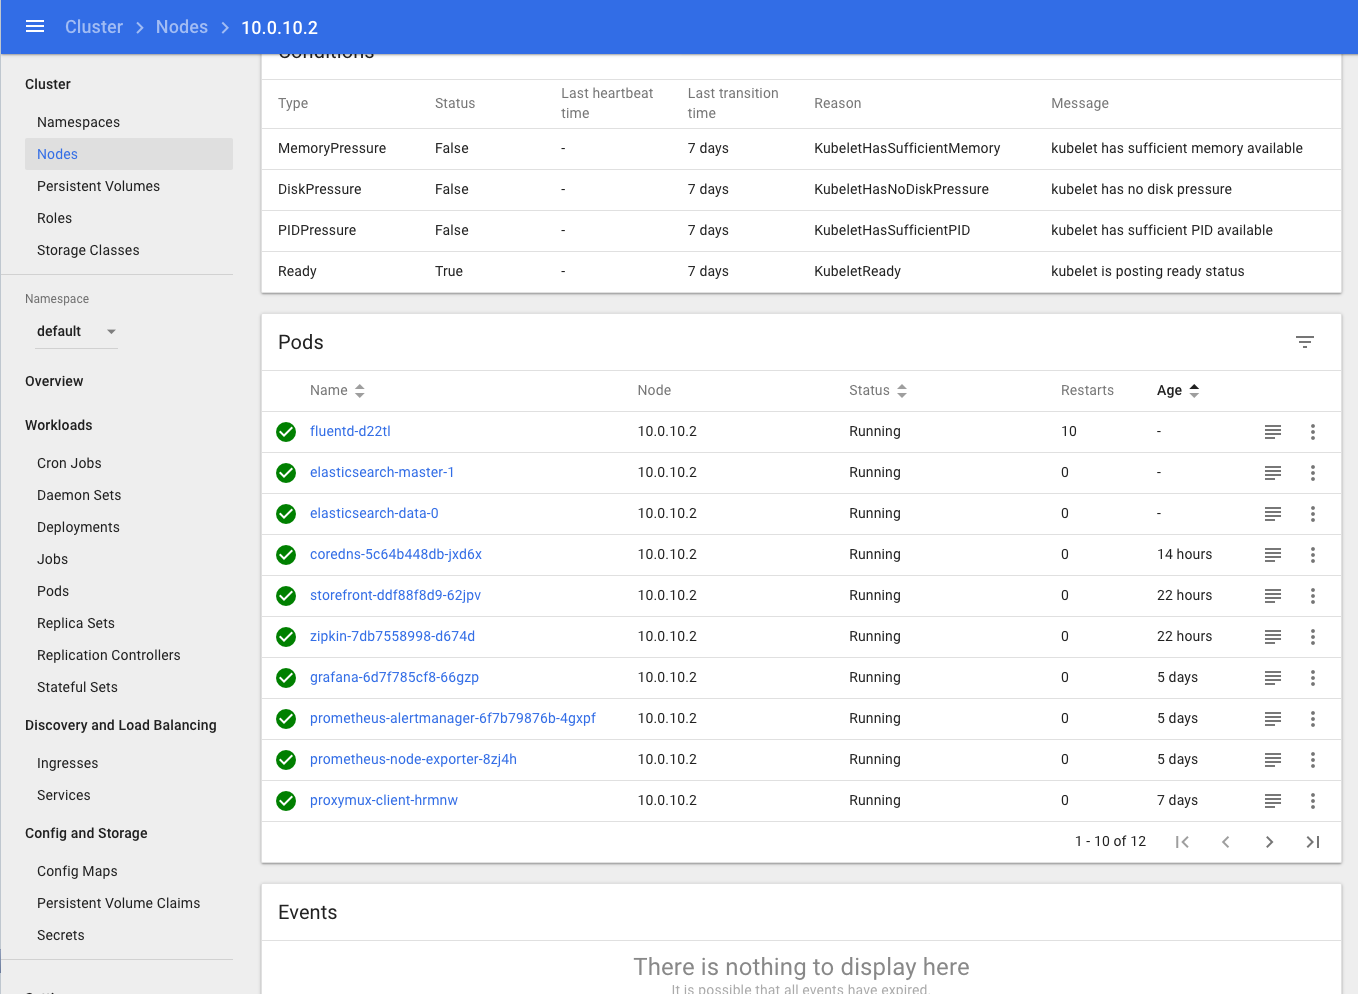 Cluster > Nodes > 10.0.10.2
Cluster
Namespaces
Nodes
Persistent Volumes
Roles
Storage Classes
Namespace
default
Overview
Workloads
Cron Jobs
Daemon Sets
Deployments
Jobs
Pods
Replica Sets
Replication Controllers
Stateful Sets
Discovery and Load Balancing
Ingresses
Services
Config and Storage
Config Maps
Persistent Volume Claims
Secrets
Conditions
Type Status Last heartbeat time Last transition time Reason Message
MemoryPressure False - 7 days KubeletHasSufficientMemory kubelet has sufficient memory available
DiskPressure False - 7 days KubeletHasNoDiskPressure kubelet has no disk pressure
PIDPressure False - 7 days KubeletHasSufficientPID kubelet has sufficient PID available
Ready True - 7 days KubeletReady kubelet is posting ready status
Pods
Name Node Status Restarts Age
fluentd-d22tl 10.0.10.2 Running 10 -
elasticsearch-master-1 10.0.10.2 Running 0 -
elasticsearch-data-0 10.0.10.2 Running 0 -
coredns-5c64b448db-jxd6x 10.0.10.2 Running 0 14 hours
storefront-ddf88f8d9-62jpv 10.0.10.2 Running 0 22 hours
zipkin-7db7558998-d674d 10.0.10.2 Running 0 22 hours
grafana-6d7f785cf8-66gzp 10.0.10.2 Running 0 5 days
prometheus-alertmanager-6f7b79876b-4gxpf 10.0.10.2 Running 0 5 days
prometheus-node-exporter-8zj4h 10.0.10.2 Running 0 5 days
proxymux-client-hrmnw 10.0.10.2 Running 0 7 days
1 - 10 of 12
Events
There is nothing to display here
It is possible that all events have expired.